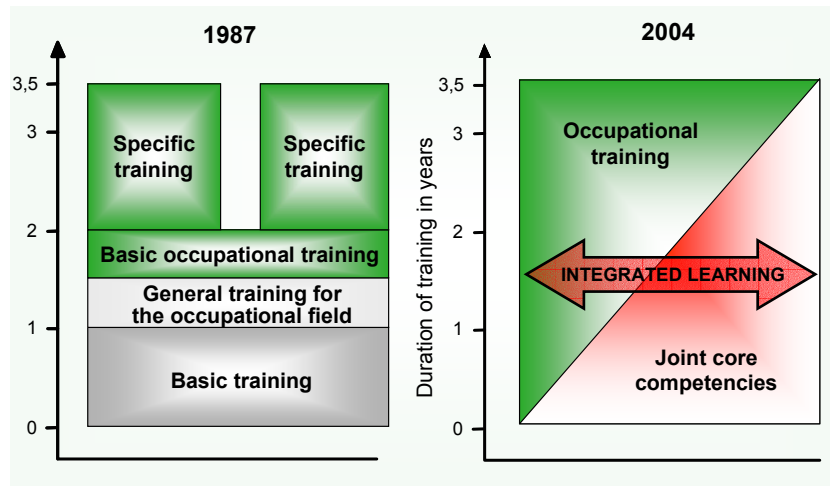 1987
3,5
3
2
1
0
Specific
training
Specific
training
Basic occupational training
General training for
the occupational field
Basic training
2004
Duration of training in years
3,5
3
2
1
0
Occupational
training
INTEGRATED LEARNING
Joint core
competencies